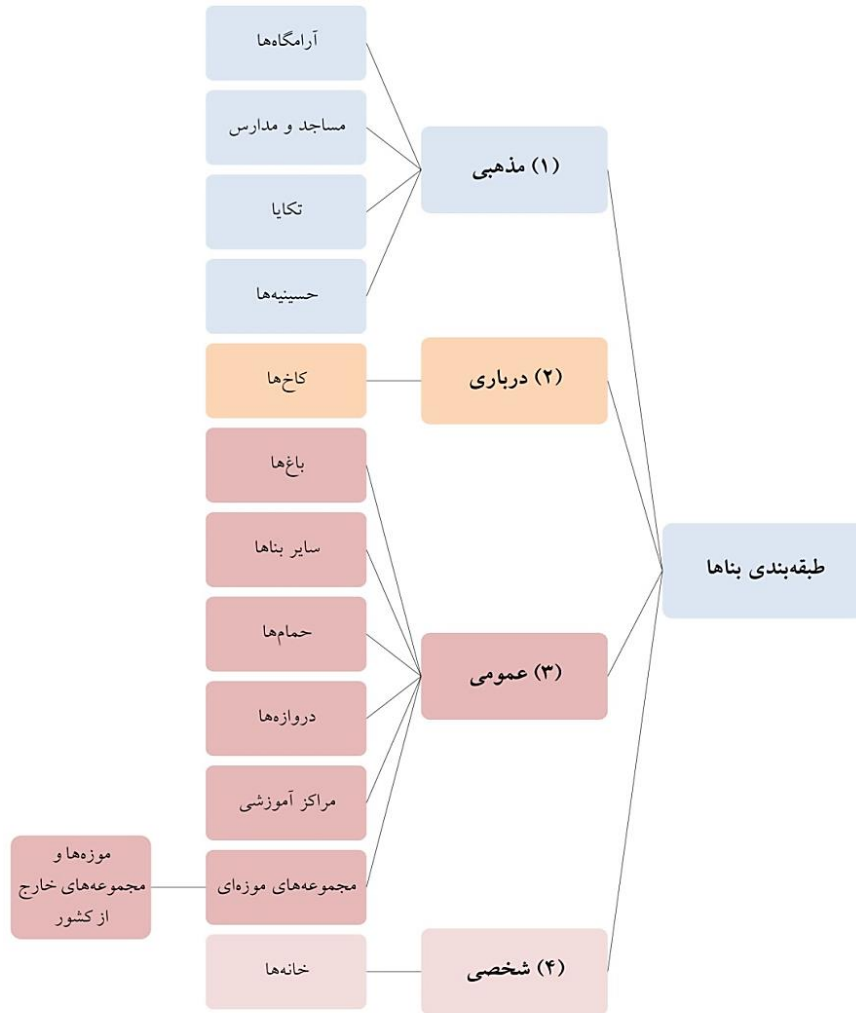 طبقه‌بندی بناها
(۱) مذهبی
آرامگاه‌ها
مساجد و مدارس
تکایا
حسینیه‌ها
(۲) درباری
کاخ‌ها
(۳) عمومی
باغ‌ها
سایر بناها
حمام‌ها
دروازه‌ها
مراکز آموزشی
مجموعه‌های موزه‌ای
موزه‌ها و
مجموعه‌های خارج
از کشور
(۴) شخصی
خانه‌ها